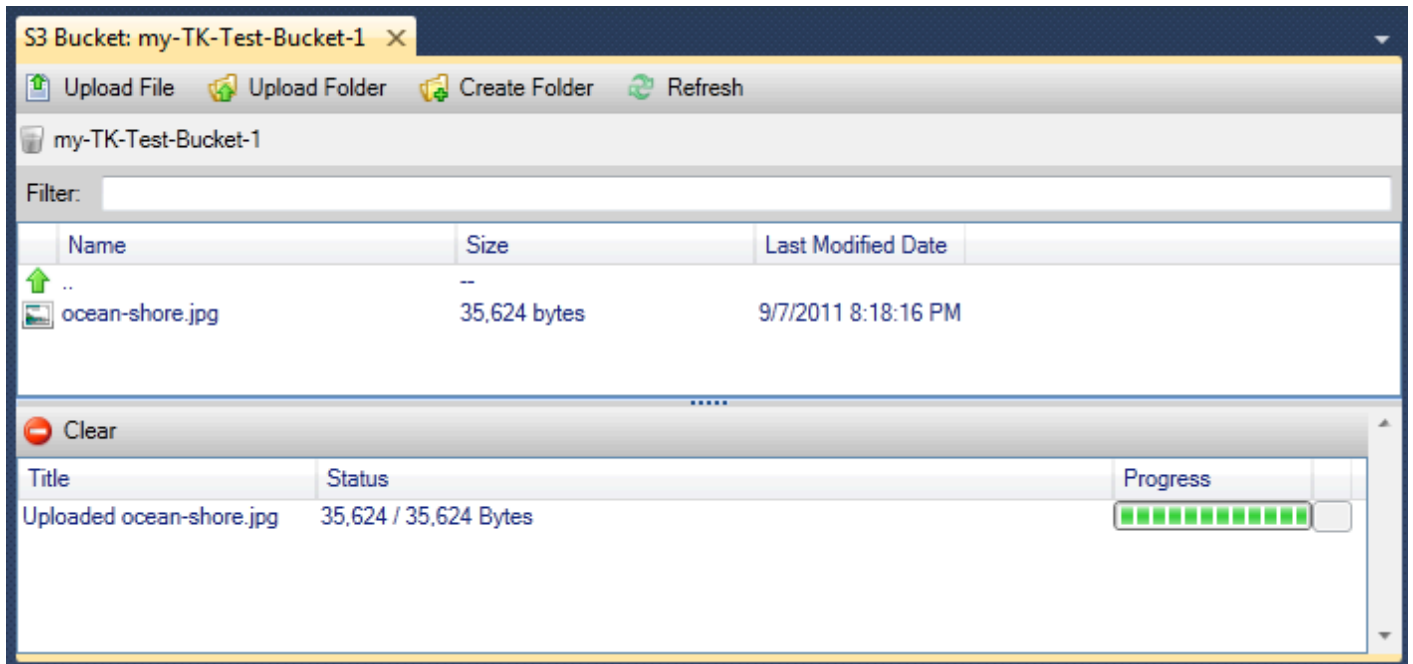 S3 Bucket: my-TK-Test-Bucket-1
Upload File Upload Folder Create Folder Refresh
my-TK-Test-Bucket-1
Filter:
Name Size Last Modified Date
.. --
ocean-shore.jpg 35,624 bytes 9/7/2011 8:18:16 PM
Clear
Title Status Progress
Uploaded ocean-shore.jpg 35,624 / 35,624 Bytes